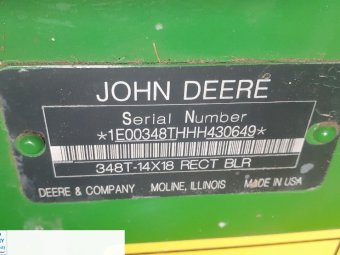 JOHN DEERE
Serial Number
*1E00348THHH430649*
348T-14X18 RECT BLR
DEERE & COMPANY MOLINE, ILLINOIS MADE IN USA